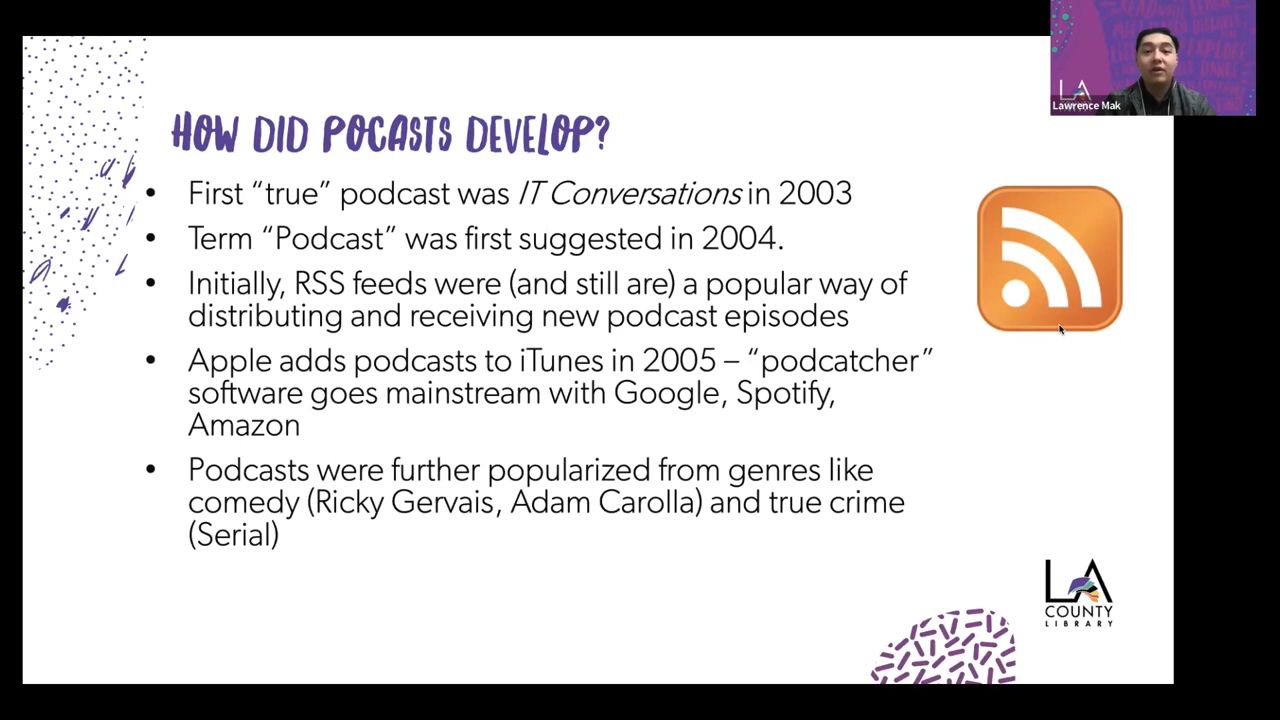 LA
Lawrence Mak
HOW DID POCASTS DEVELOP?
• First “true” podcast was IT Conversations in 2003
• Term “Podcast” was first suggested in 2004.
• Initially, RSS feeds were (and still are) a popular way of
distributing and receiving new podcast episodes
• Apple adds podcasts to iTunes in 2005 – “podcatcher”
software goes mainstream with Google, Spotify,
Amazon
• Podcasts were further popularized from genres like
comedy (Ricky Gervais, Adam Carolla) and true crime
(Serial)
LA
COUNTY
LIBRARY